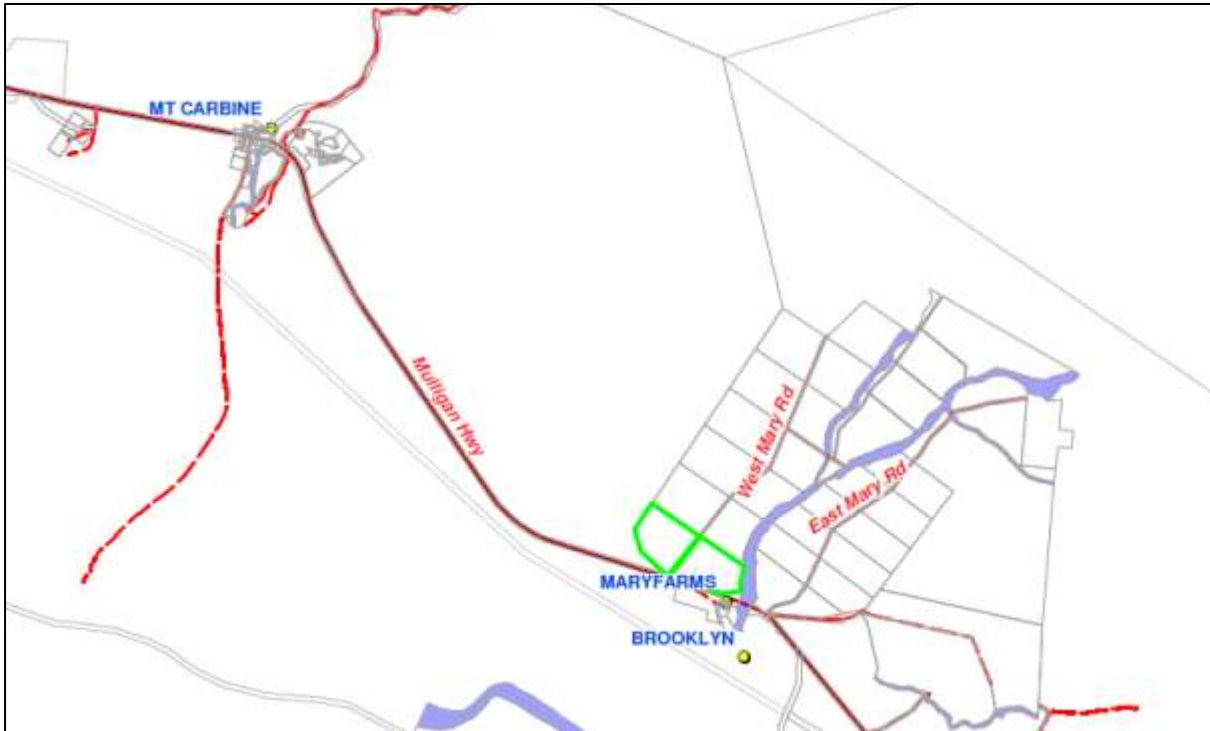 MT CARBINE
Mulligan Hwy
West Mary Rd
East Mary Rd
MARYFARMS
BROOKLYN